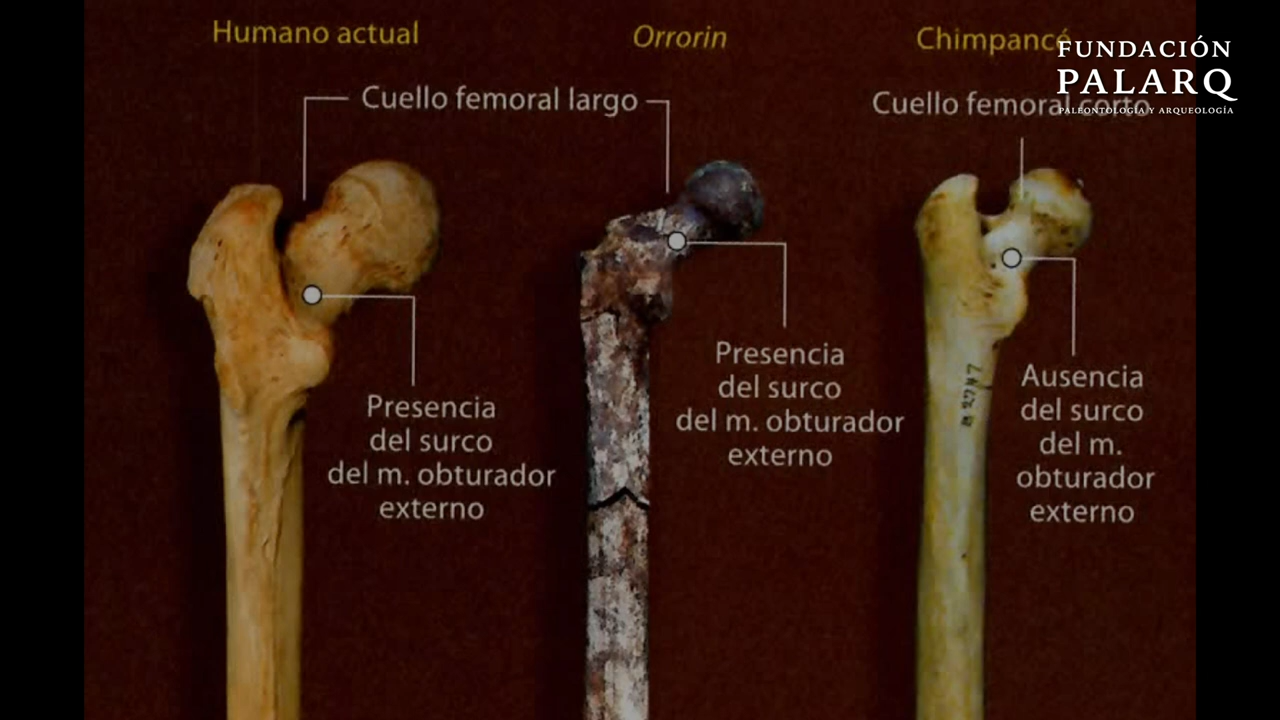 Humano actual
Orrorin
Chimpancé
FUNDACIÓN
PALARQ
PALEONTOLOGÍA Y ARQUEOLOGÍA
Cuello femoral largo
Cuello femoral corto
Presencia
del surco
del m. obturador
externo
Presencia
del surco
del m. obturador
externo
Ausencia
del surco
del m.
obturador
externo